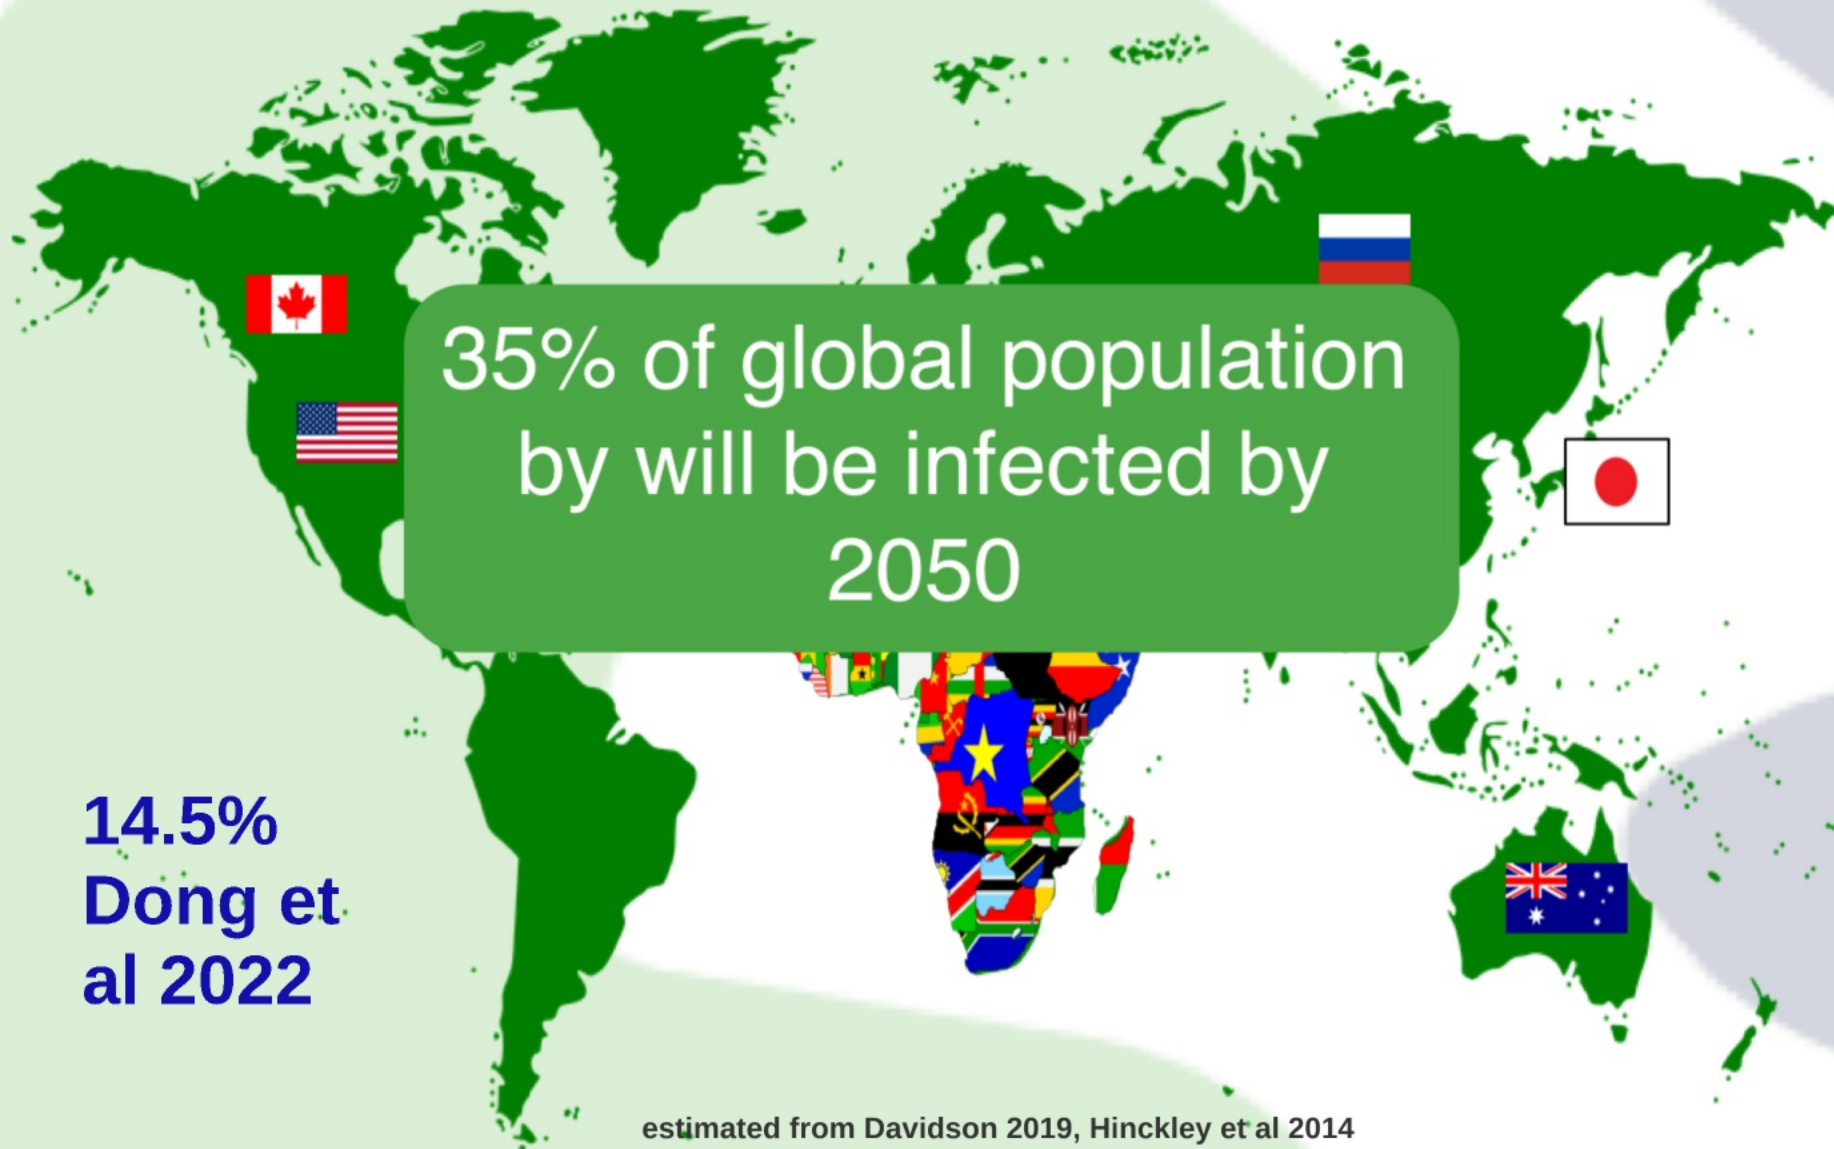 35% of global population
by will be infected by
2050
14.5%
Dong et
al 2022
estimated from Davidson 2019, Hinckley et al 2014